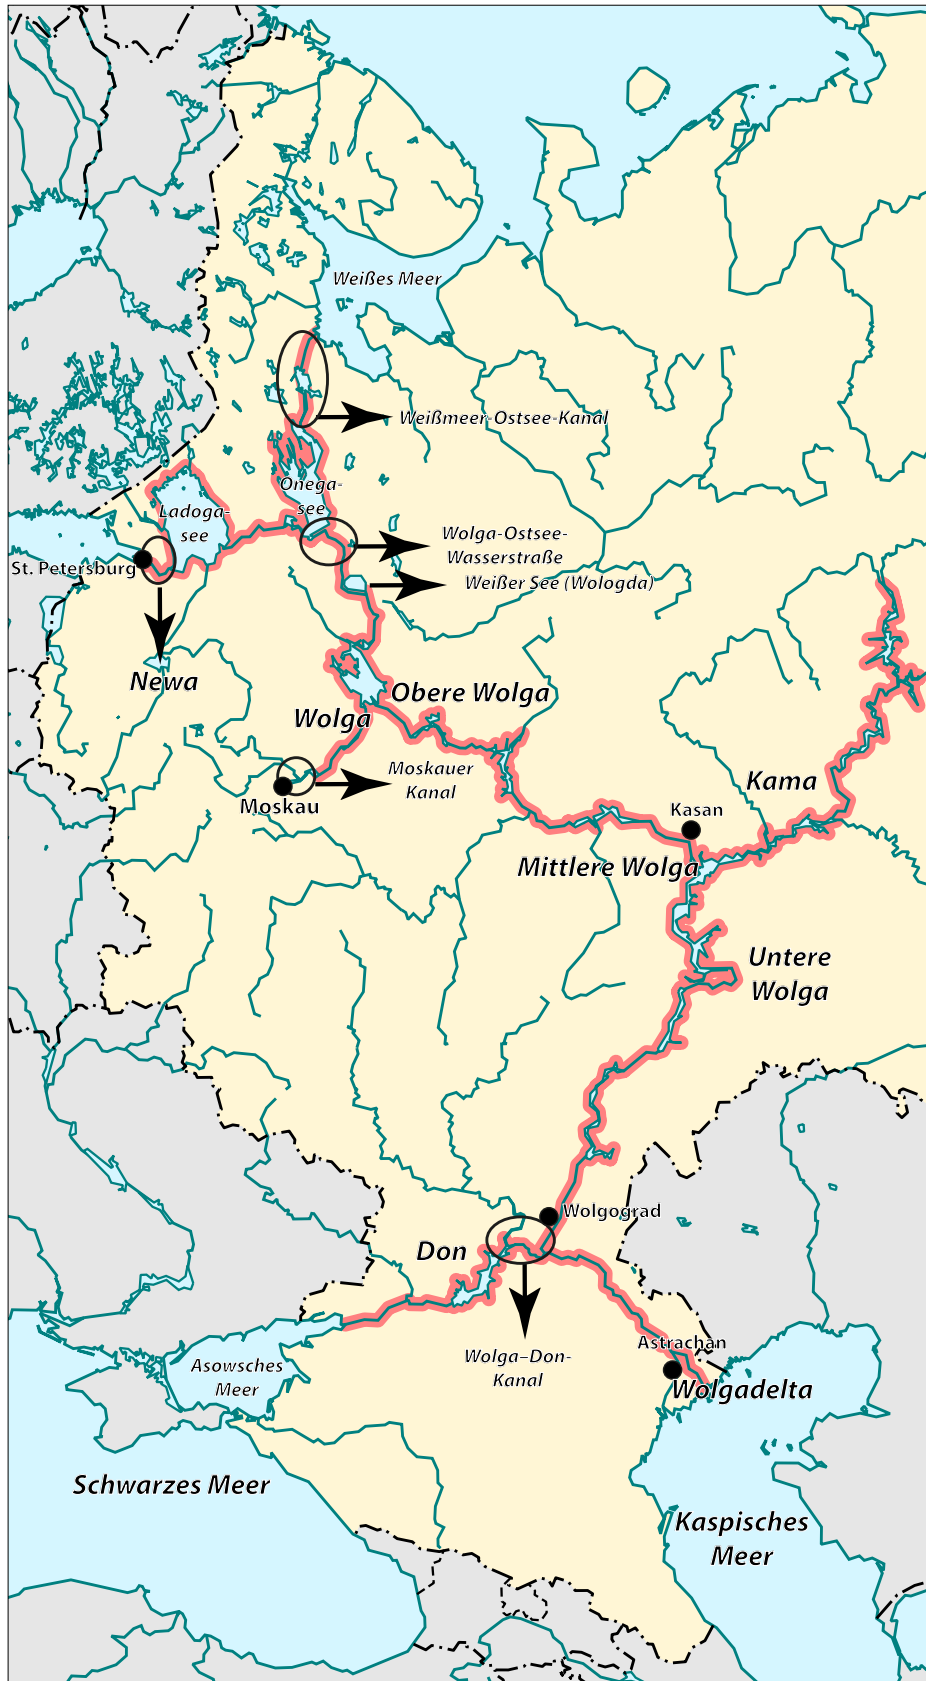 Weißes Meer
Weißmeer-Ostsee-Kanal
Onega-
see
Ladoga-
see
Wolga-Ostsee-
Wasserstraße
St. Petersburg
Weißer See (Wologda)
Newa
Obere Wolga
Wolga
Moskauer
Kanal
Moskau
Kama
Kasan
Mittlere Wolga
Untere
Wolga
Wolgograd
Don
Wolga–Don-
Kanal
Astrachan
Asowsches
Meer
Wolgadelta
Schwarzes Meer
Kaspisches
Meer